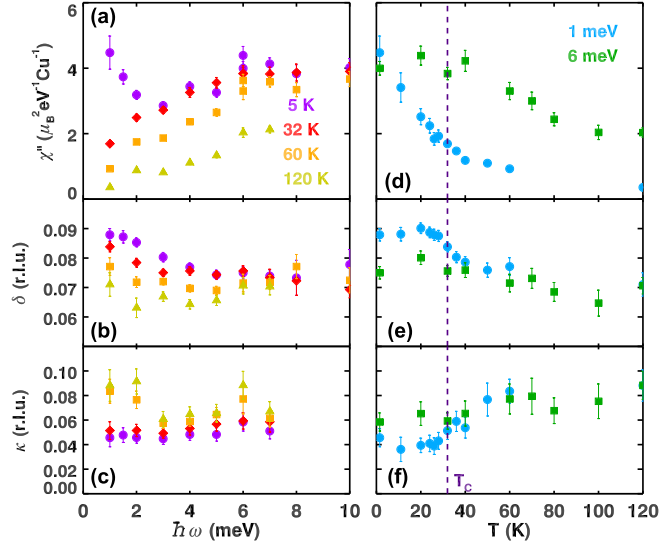 (a)
χ'' (μB²eV⁻¹Cu⁻¹)
6
4
2
0
5 K
32 K
60 K
120 K
(d)
1 meV
6 meV
(b)
δ (r.l.u.)
0.09
0.08
0.07
0.06
(e)
(c)
κ (r.l.u.)
0.10
0.08
0.06
0.04
0.02
0.00
(f)
Tc
0 2 4 6 8 10
ħω (meV)
0 20 40 60 80 100 120
T (K)